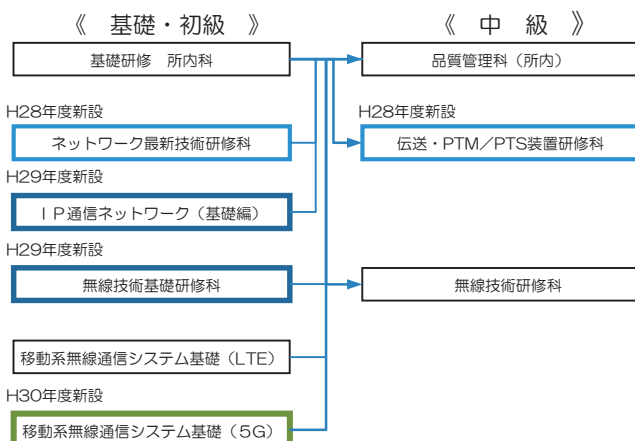 《 基礎・初級 》
《 中 級 》
基礎研修 所内科
品質管理科（所内）
H28年度新設
H28年度新設
ネットワーク最新技術研修科
伝送・PTM／PTS装置研修科
H29年度新設
ＩＰ通信ネットワーク（基礎編）
H29年度新設
無線技術基礎研修科
無線技術研修科
移動系無線通信システム基礎（LTE）
H30年度新設
移動系無線通信システム基礎（5G）